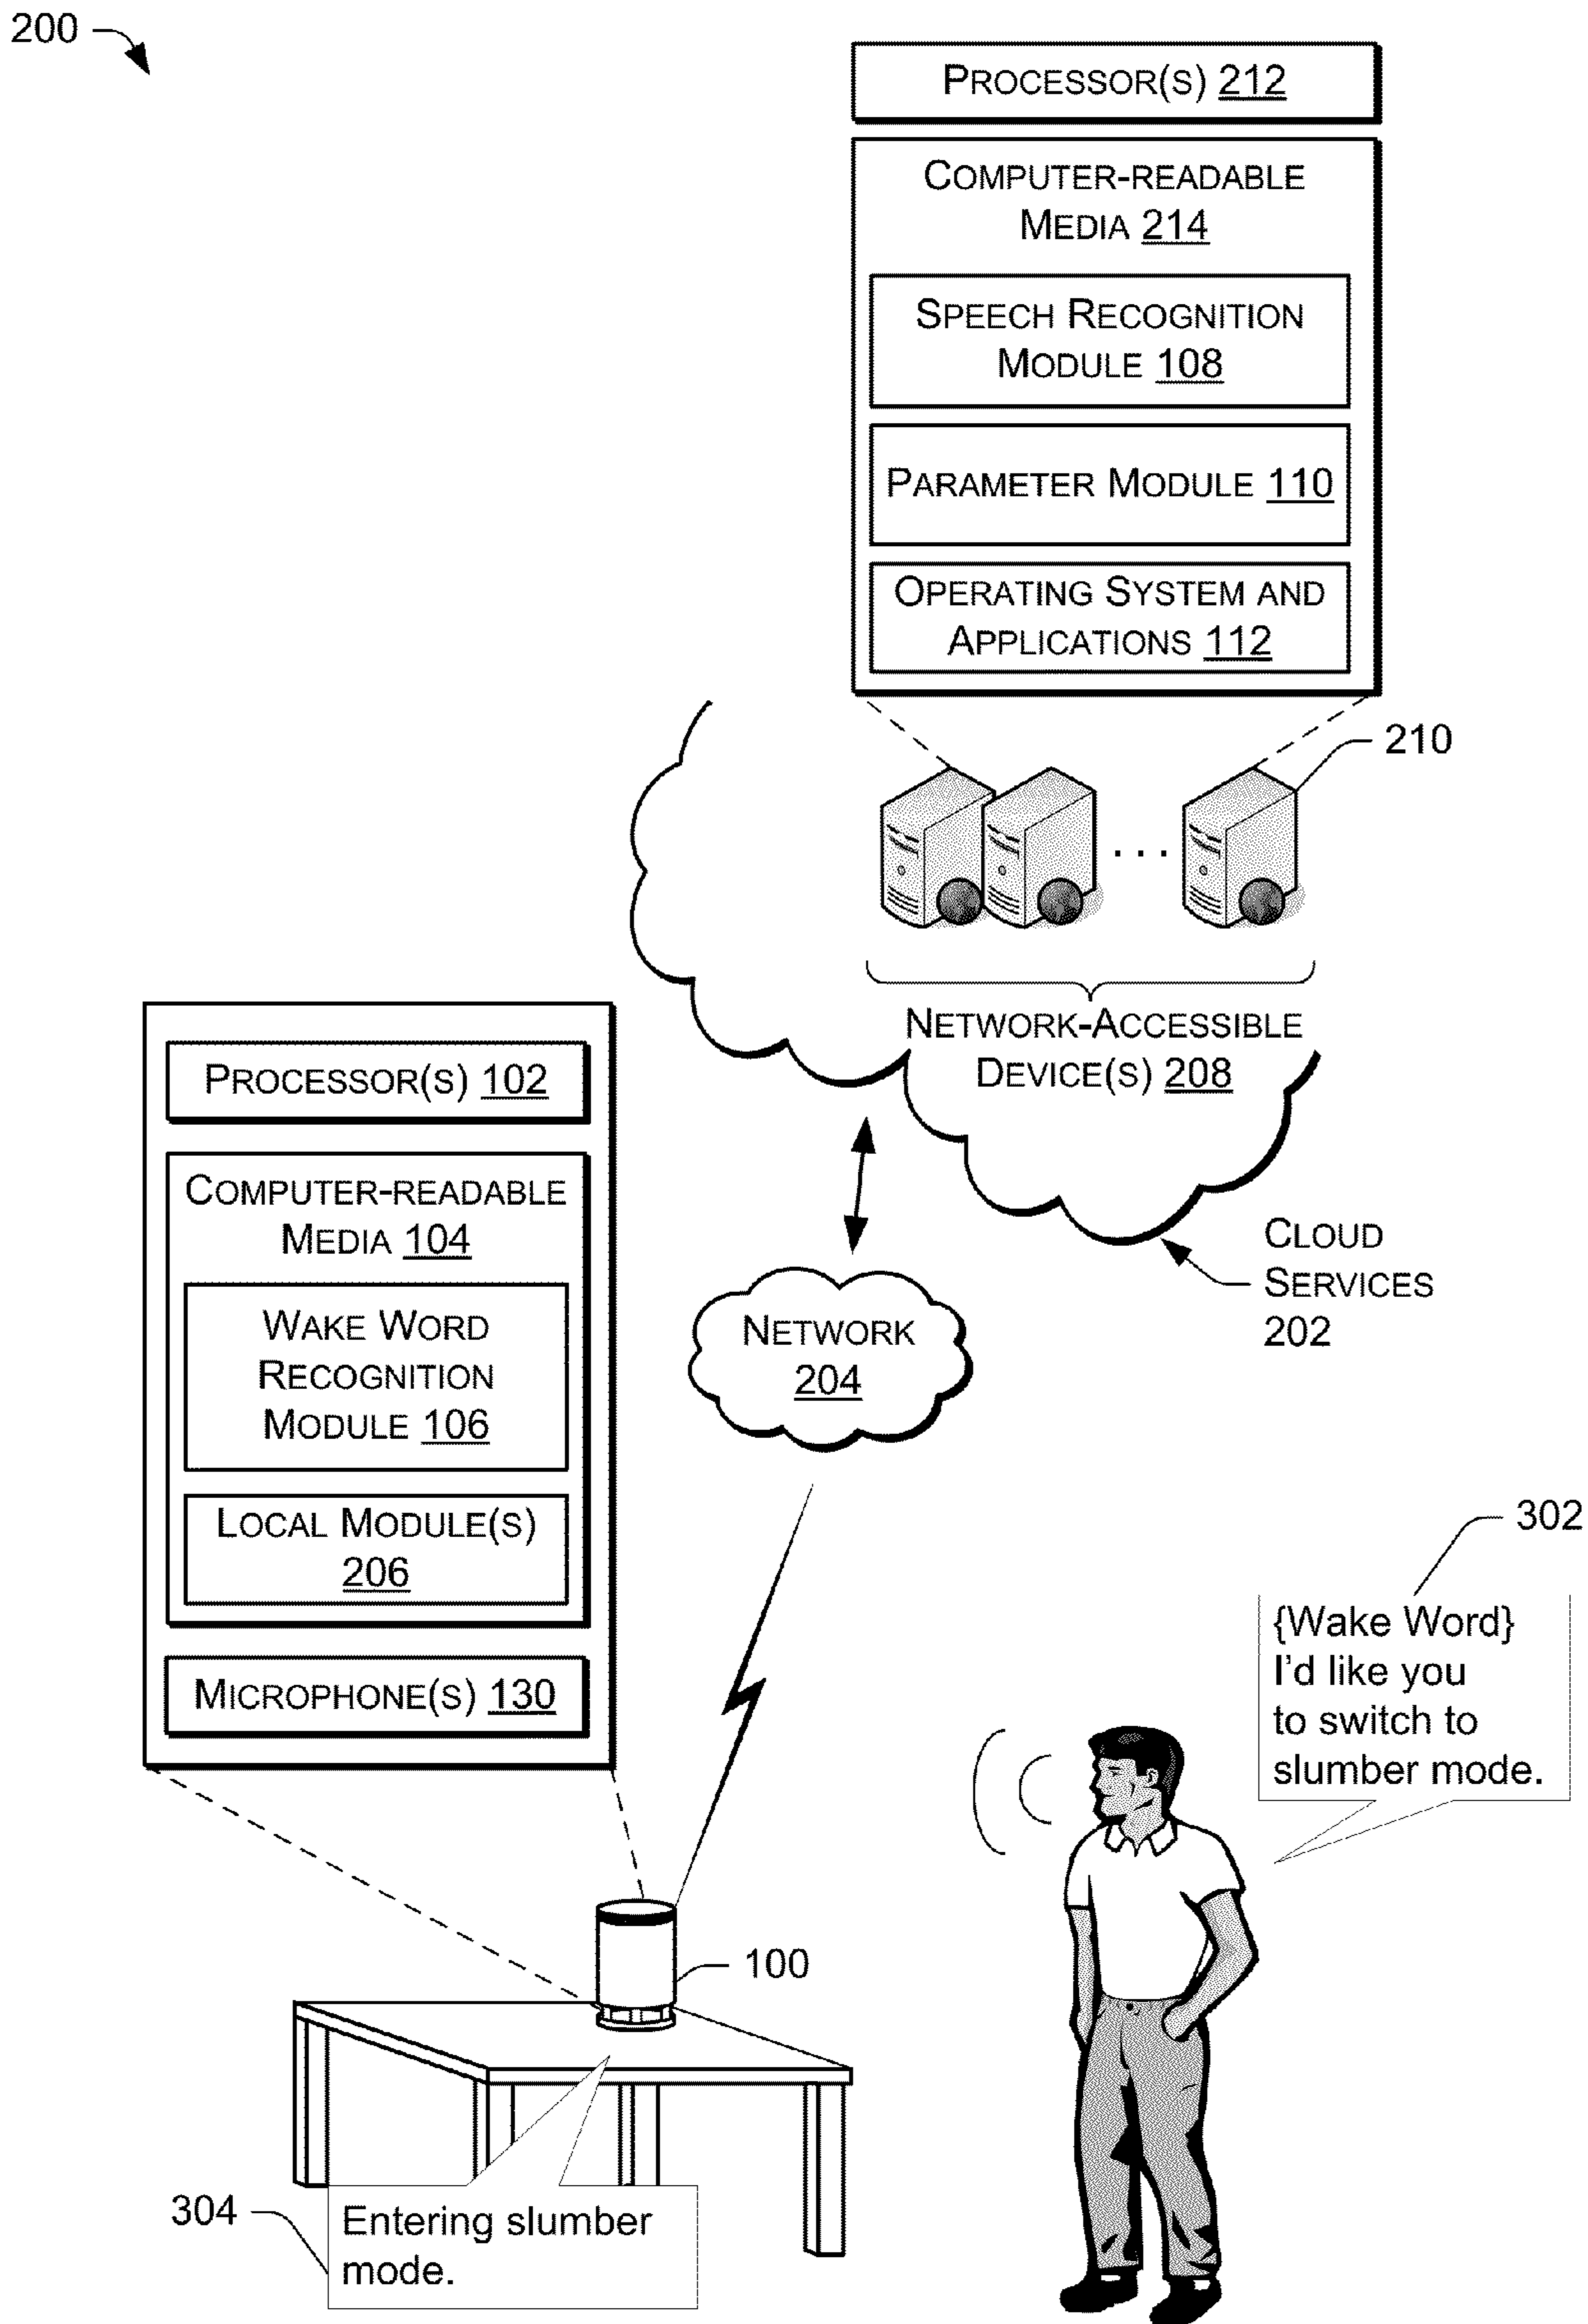 200
PROCESSOR(S) 212
COMPUTER-READABLE
MEDIA 214
SPEECH RECOGNITION
MODULE 108
PARAMETER MODULE 110
OPERATING SYSTEM AND
APPLICATIONS 112
210
...
NETWORK-ACCESSIBLE
DEVICE(S) 208
PROCESSOR(S) 102
COMPUTER-READABLE
MEDIA 104
WAKE WORD
RECOGNITION
MODULE 106
LOCAL MODULE(S)
206
MICROPHONE(S) 130
CLOUD
SERVICES
202
NETWORK
204
302
{Wake Word}
I'd like you
to switch to
slumber mode.
100
304
Entering slumber
mode.